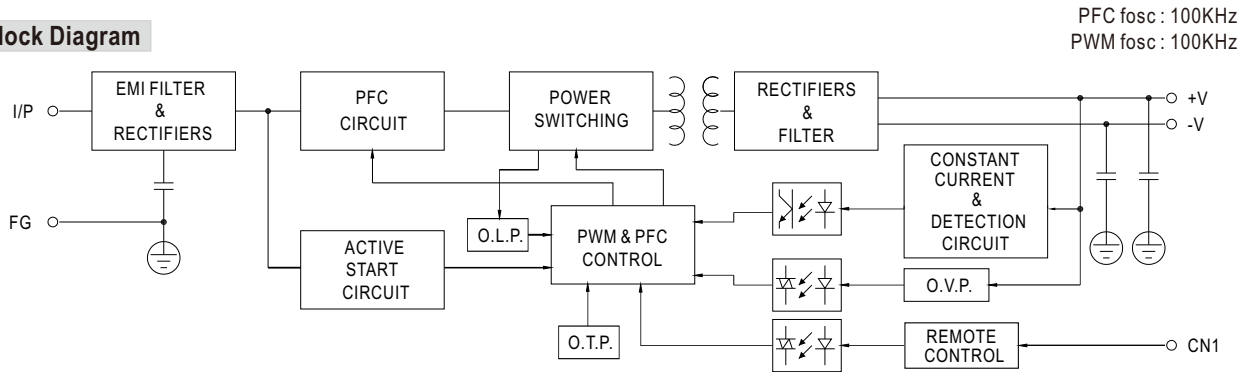 PFC fosc : 100KHz
lock Diagram
PWM fosc : 100KHz
I/P
EMI FILTER
&
RECTIFIERS
PFC
CIRCUIT
POWER
SWITCHING
RECTIFIERS
&
FILTER
+V
-V
CONSTANT
CURRENT
&
DETECTION
CIRCUIT
FG
O.L.P.
PWM & PFC
CONTROL
ACTIVE
START
CIRCUIT
O.V.P.
O.T.P.
REMOTE
CONTROL
CN1